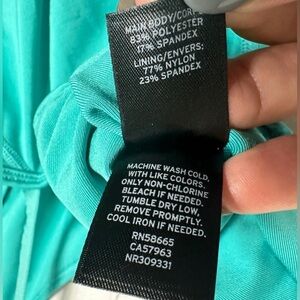 MAIN BODY/CORPS:
83% POLYESTER
17% SPANDEX
LINING/ENVERS:
77% NYLON
23% SPANDEX
MACHINE WASH COLD,
WITH LIKE COLORS.
ONLY NON-CHLORINE
BLEACH IF NEEDED.
TUMBLE DRY LOW,
REMOVE PROMPTLY.
COOL IRON IF NEEDED.
RN58665
CA57963
NR309331